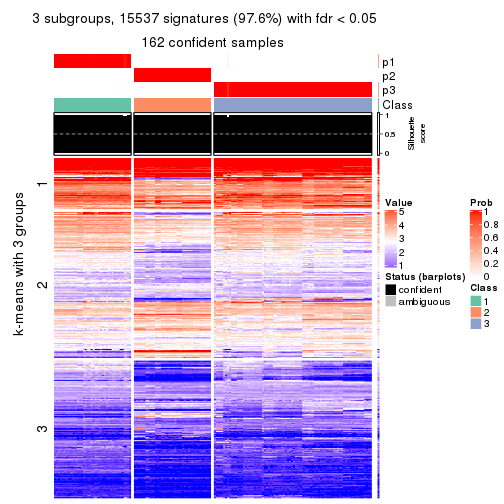 3 subgroups, 15537 signatures (97.6%) with fdr < 0.05
162 confident samples
p1
p2
p3
Class
1
0.5
0
Silhouette
score
k-means with 3 groups
1
2
3
Value
5
4
3
2
1
Status (barplots)
confident
ambiguous
Prob
1
0.8
0.6
0.4
0.2
0
Class
1
2
3